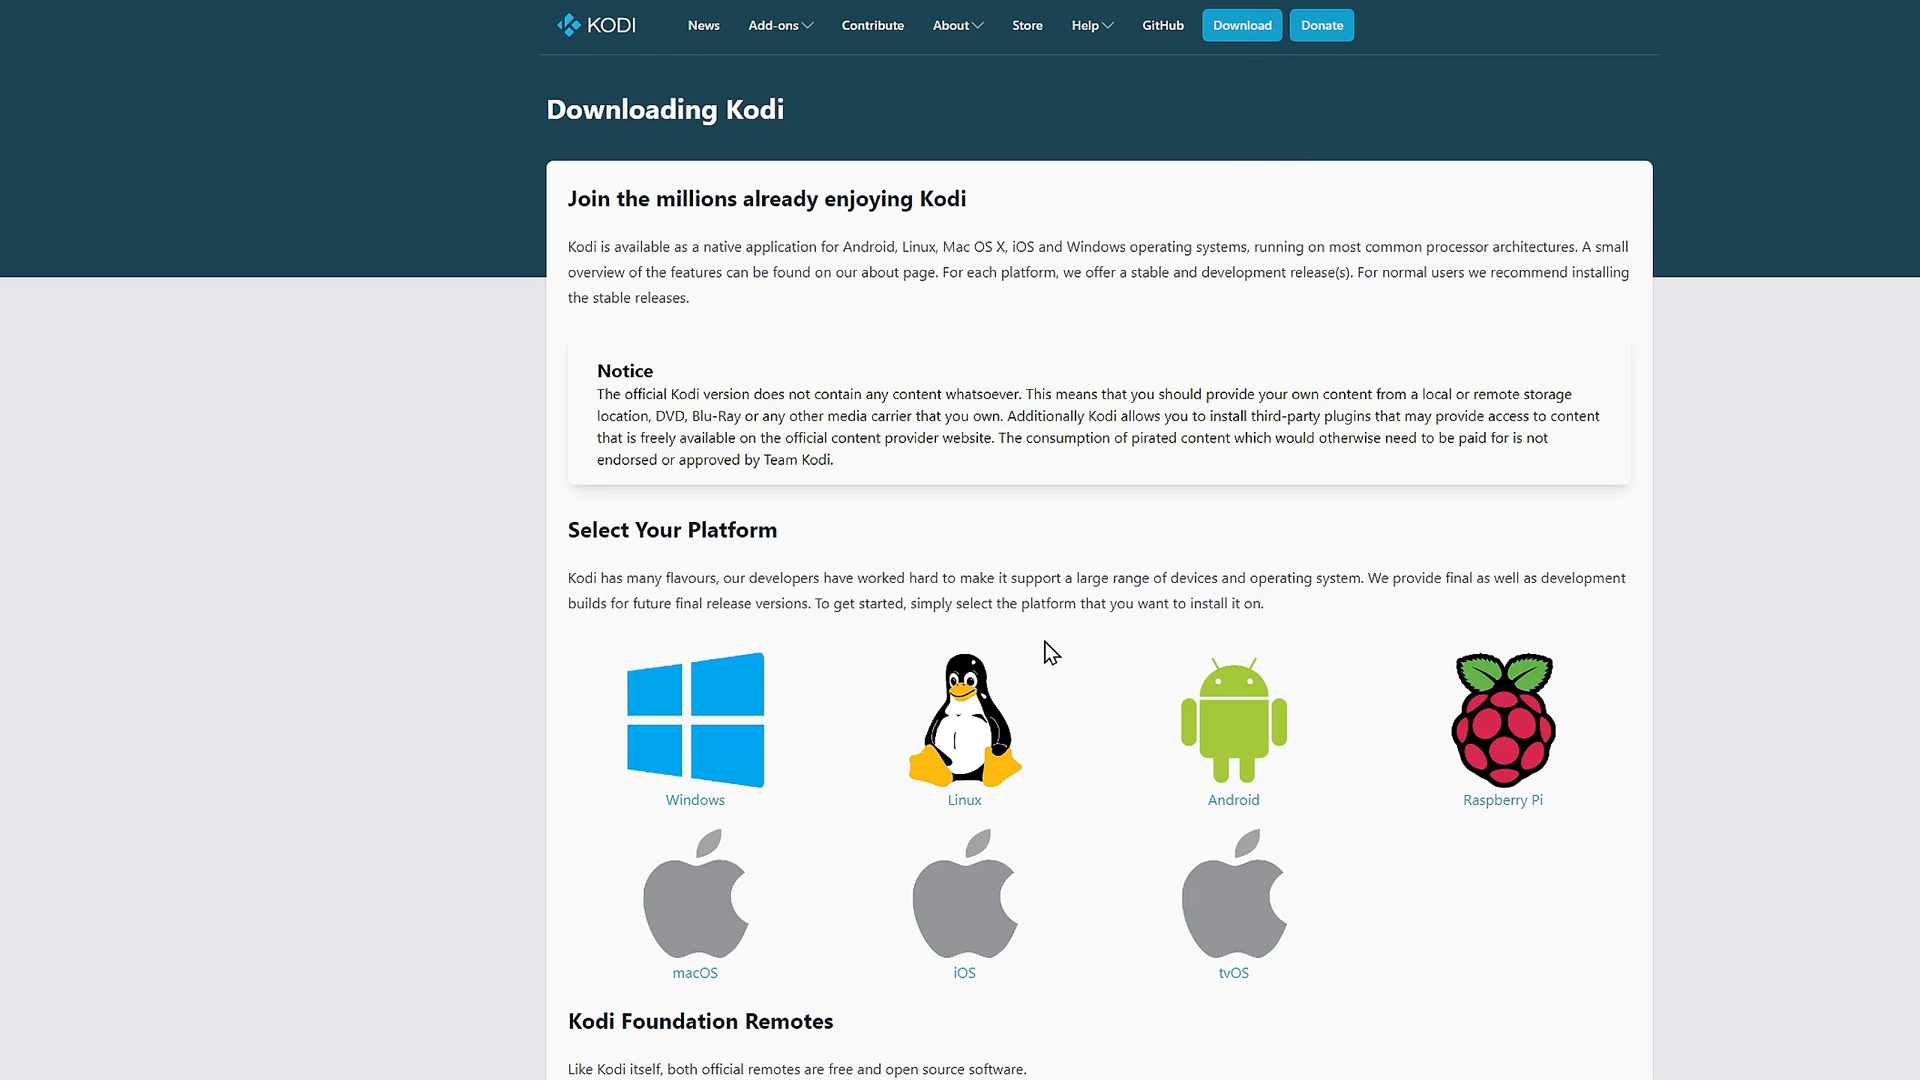 KODI
News Add-ons Contribute About Store Help GitHub Download Donate
Downloading Kodi
Join the millions already enjoying Kodi
Kodi is available as a native application for Android, Linux, Mac OS X, iOS and Windows operating systems, running on most common processor architectures. A small
overview of the features can be found on our about page. For each platform, we offer a stable and development release(s). For normal users we recommend installing
the stable releases.
Notice
The official Kodi version does not contain any content whatsoever. This means that you should provide your own content from a local or remote storage
location, DVD, Blu-Ray or any other media carrier that you own. Additionally Kodi allows you to install third-party plugins that may provide access to content
that is freely available on the official content provider website. The consumption of pirated content which would otherwise need to be paid for is not
endorsed or approved by Team Kodi.
Select Your Platform
Kodi has many flavours, our developers have worked hard to make it support a large range of devices and operating system. We provide final as well as development
builds for future final release versions. To get started, simply select the platform that you want to install it on.
Windows Linux Android Raspberry Pi
macOS iOS tvOS
Kodi Foundation Remotes
Like Kodi itself, both official remotes are free and open source software.